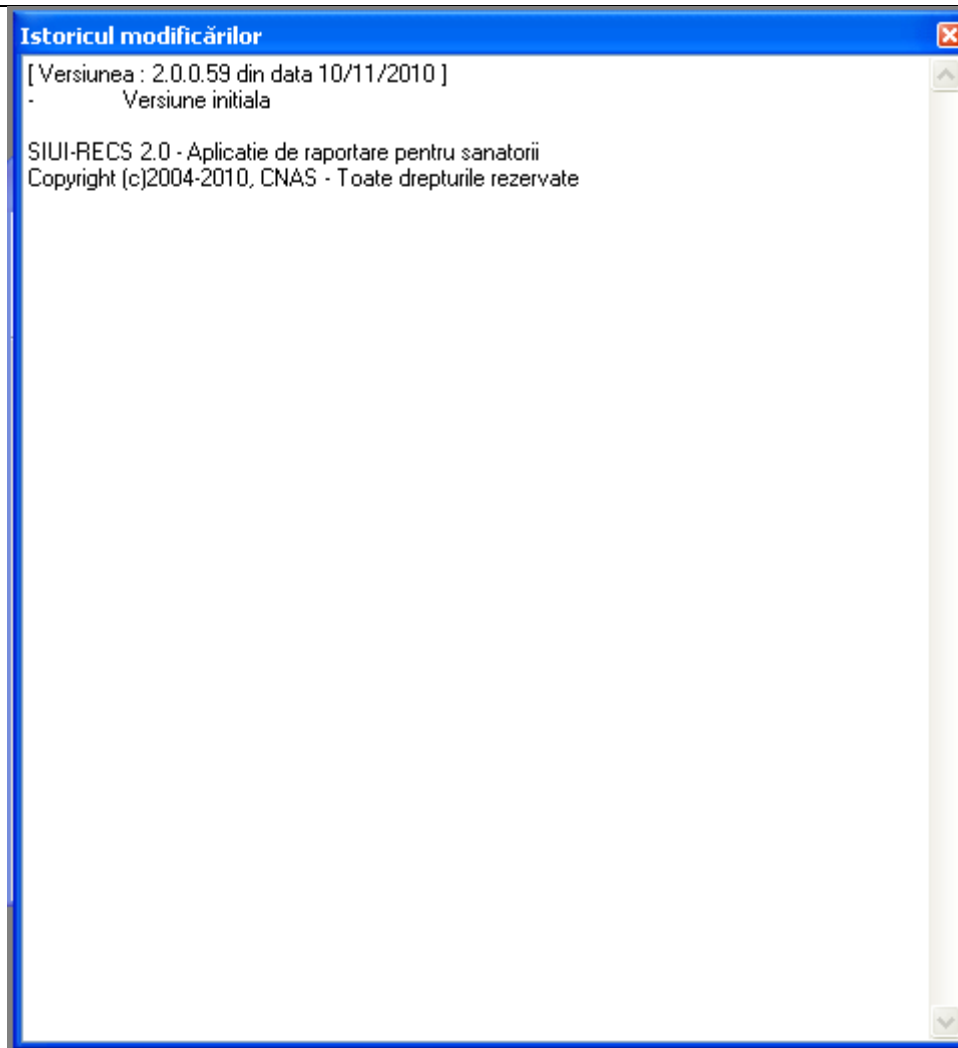 Istoricul modificărilor
[ Versiunea : 2.0.0.59 din data 10/11/2010 ]
- Versiune initiala
SIUI-RECS 2.0 - Aplicatie de raportare pentru sanatorii
Copyright (c)2004-2010, CNAS - Toate drepturile rezervate